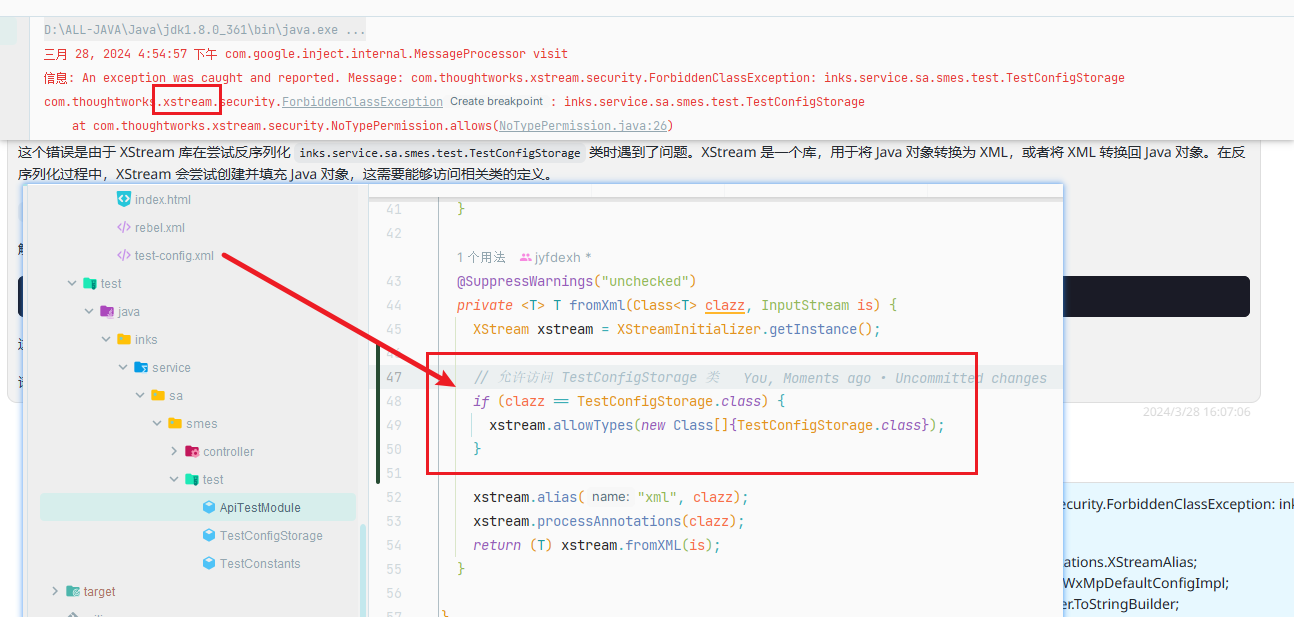 D:\ALL-JAVA\Java\jdk1.8.0_361\bin\java.exe ...
三月 28, 2024 4:54:57 下午 com.google.inject.internal.MessageProcessor visit
信息: An exception was caught and reported. Message: com.thoughtworks.xstream.security.ForbiddenClassException: inks.service.sa.smes.test.TestConfigStorage
com.thoughtworks.xstream.security.ForbiddenClassException Create breakpoint : inks.service.sa.smes.test.TestConfigStorage
at com.thoughtworks.xstream.security.NoTypePermission.allows(NoTypePermission.java:26)
这个错误是由于 XStream 库在尝试反序列化 inks.service.sa.smes.test.TestConfigStorage 类时遇到了问题。XStream 是一个库，用于将 Java 对象转换为 XML，或者将 XML 转换回 Java 对象。在反
序列化过程中，XStream 会尝试创建并填充 Java 对象，这需要能够访问相关类的定义。
index.html
rebel.xml
test-config.xml
test
java
inks
service
sa
smes
controller
test
ApiTestModule
TestConfigStorage
TestConstants
target
41 }
42
1 个用法 jyfdexh *
43 @SuppressWarnings("unchecked")
44 private <T> T fromXml(Class<T> clazz, InputStream is) {
45 XStream xstream = XStreamInitializer.getInstance();
47 // 允许访问 TestConfigStorage 类 You, Moments ago • Uncommitted changes
48 if (clazz == TestConfigStorage.class) {
49 xstream.allowTypes(new Class[]{TestConfigStorage.class});
50 }
51
52 xstream.alias( name: "xml", clazz);
53 xstream.processAnnotations(clazz);
54 return (T) xstream.fromXML(is);
55 }
56
57 }
2024/3/28 16:07:06
ecurity.ForbiddenClassException: ink
ations.XStreamAlias;
WxMpDefaultConfigImpl;
er.ToStringBuilder;